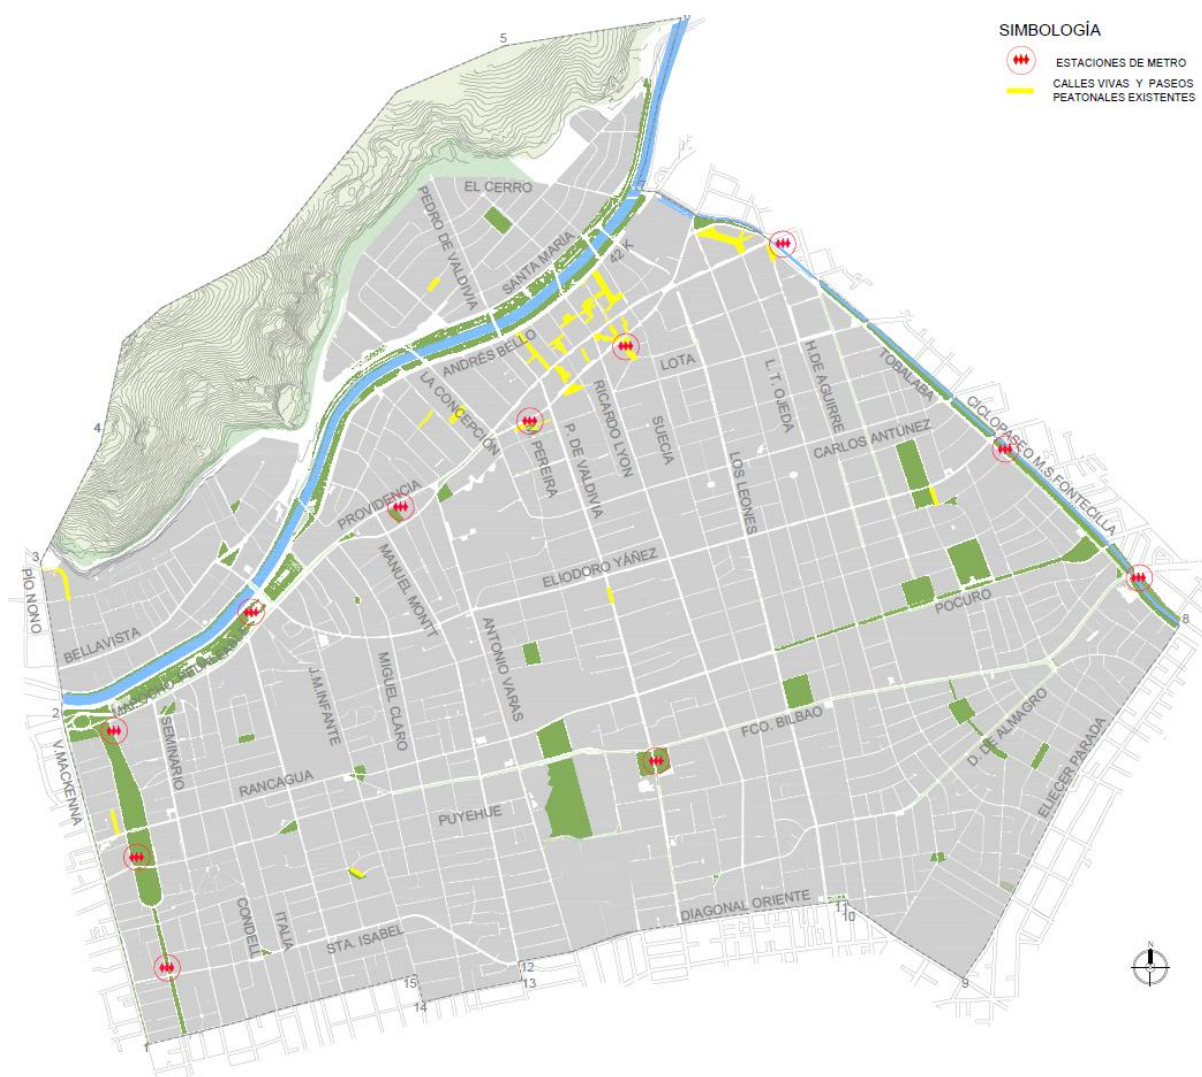 SIMBOLOGÍA
ESTACIONES DE METRO
CALLES VIVAS Y PASEOS
PEATONALES EXISTENTES
6
5
EL CERRO
PEDRO DE VALDIVIA
SANTA MARÍA
42 K
ANDRÉS BELLO
LA CONCEPCIÓN
LOTA
L. T. OJEDA
H.DE AGUIRRE
TOBALABA
CICLOPASEO M.S.FONTECILLA
RICARDO LYON
SUECIA
CARLOS ANTÚNEZ
4
PEREIRA
P. DE VALDIVIA
LOS LEONES
PROVIDENCIA
MANUEL MONTT
ELIODORO YÁÑEZ
3
PÍO NONO
POCURO
8
BELLAVISTA
ANTONIO VARAS
MIGUEL CLARO
J.M.INFANTE
2
SEMINARIO
V.MACKENNA
FCO. BILBAO
D. DE ALMAGRO
ELIECER PARADA
RANCAGUA
PUYEHUE
CONDELL
ITALIA
STA. ISABEL
DIAGONAL ORIENTE
11
10
N
12
13
15
14
9
1